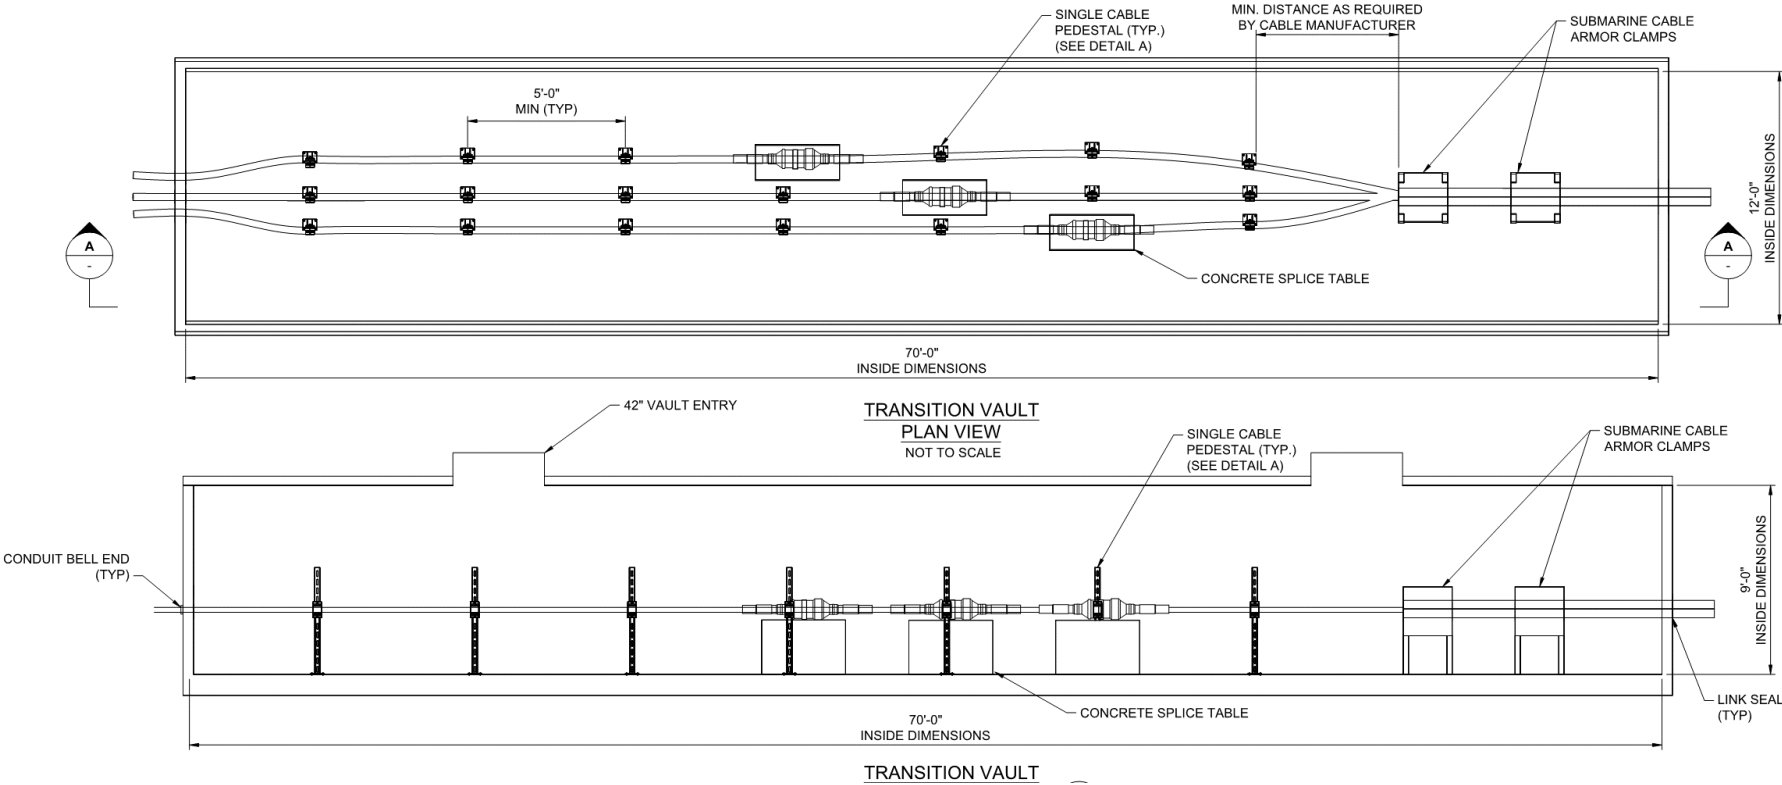 SINGLE CABLE
PEDESTAL (TYP.)
(SEE DETAIL A)
MIN. DISTANCE AS REQUIRED
BY CABLE MANUFACTURER
SUBMARINE CABLE
ARMOR CLAMPS
5'-0"
MIN (TYP)
12'-0"
INSIDE DIMENSIONS
A
-
A
-
CONCRETE SPLICE TABLE
70'-0"
INSIDE DIMENSIONS
TRANSITION VAULT
PLAN VIEW
NOT TO SCALE
42" VAULT ENTRY
SINGLE CABLE
PEDESTAL (TYP.)
(SEE DETAIL A)
SUBMARINE CABLE
ARMOR CLAMPS
CONDUIT BELL END
(TYP)
9'-0"
INSIDE DIMENSIONS
CONCRETE SPLICE TABLE
LINK SEAL
(TYP)
70'-0"
INSIDE DIMENSIONS
TRANSITION VAULT